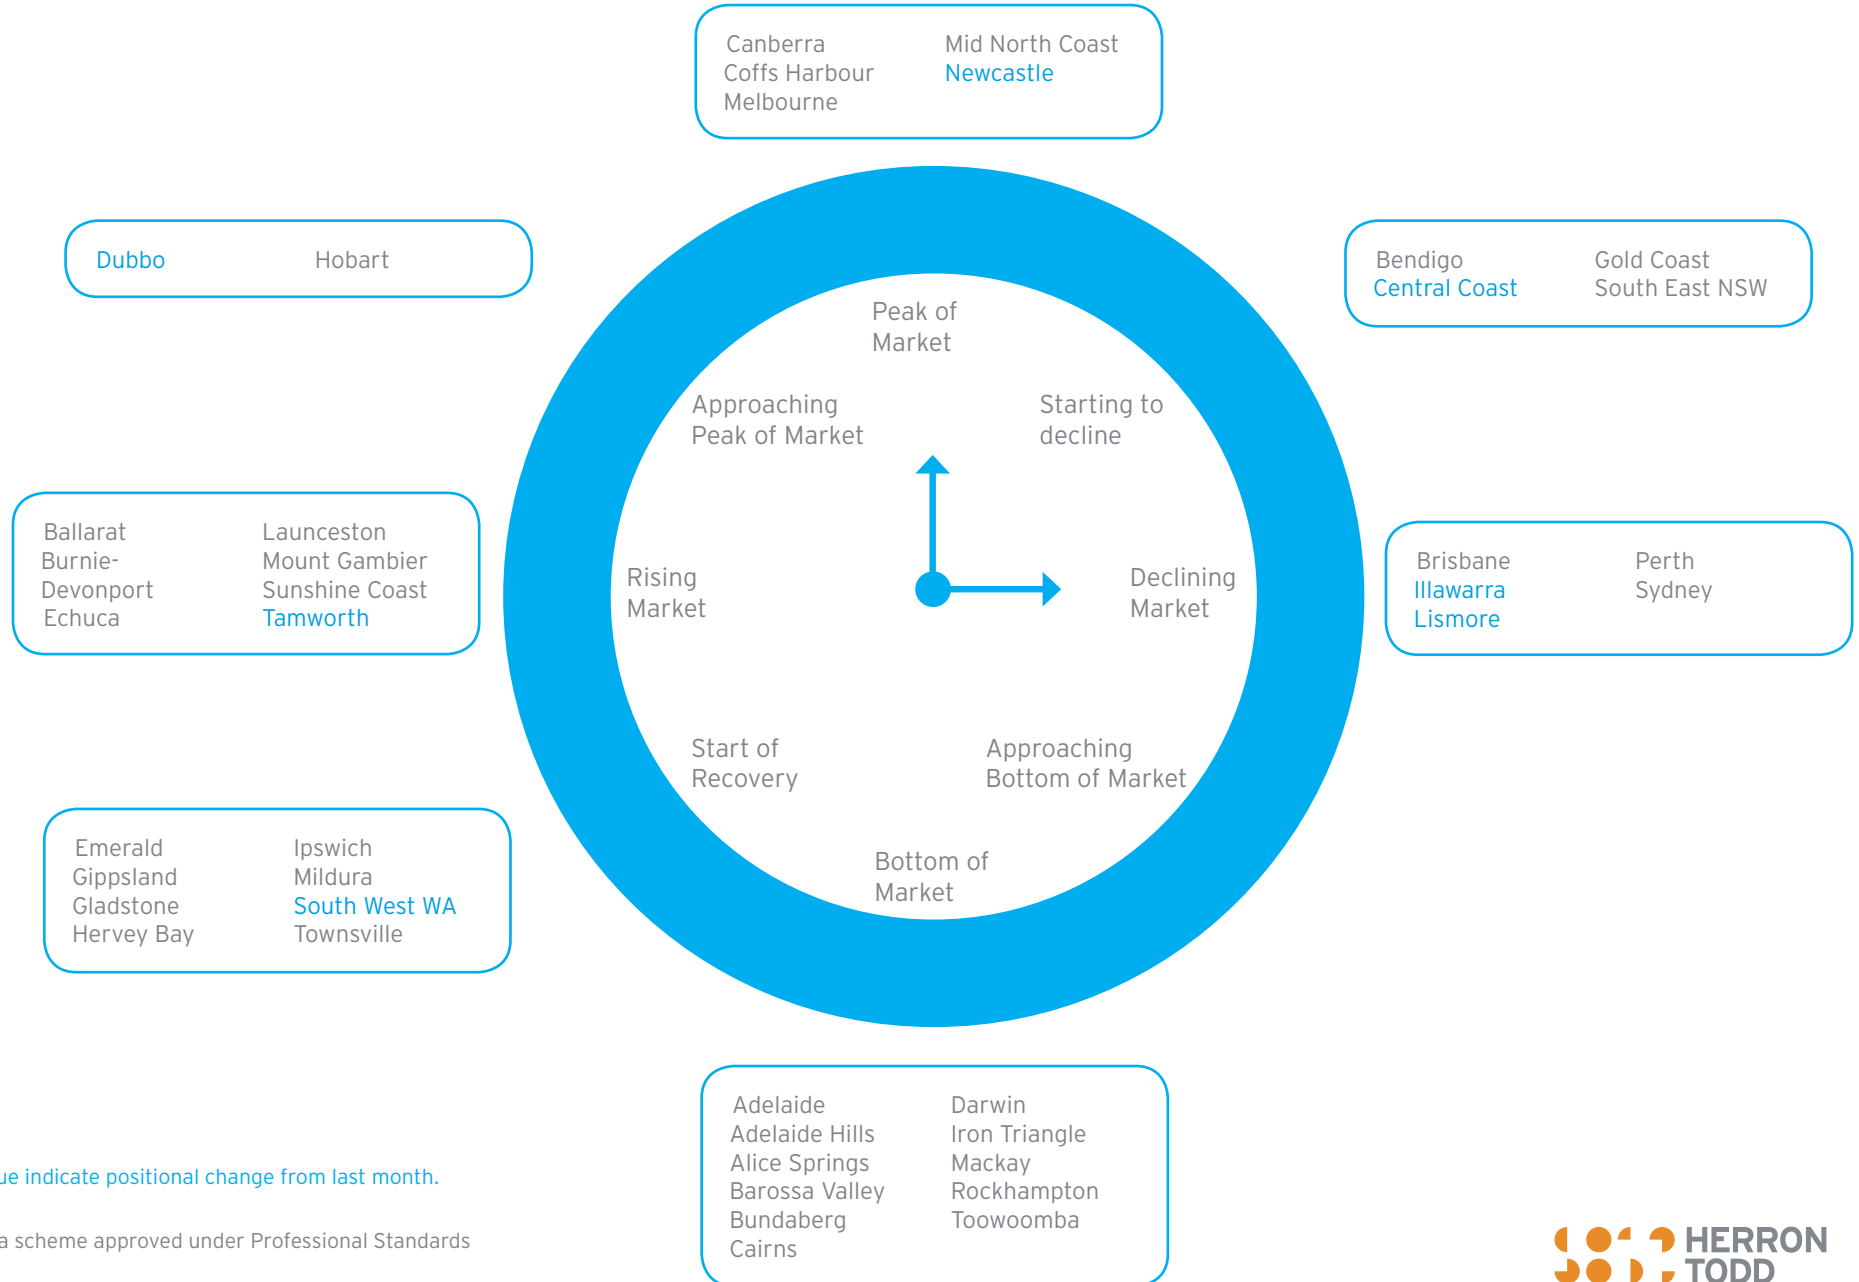 Canberra
Coffs Harbour
Melbourne
Mid North Coast
Newcastle
Dubbo
Hobart
Bendigo
Central Coast
Gold Coast
South East NSW
Peak of
Market
Approaching
Peak of Market
Starting to
decline
Ballarat
Burnie-
Devonport
Echuca
Launceston
Mount Gambier
Sunshine Coast
Tamworth
Rising
Market
Declining
Market
Brisbane
Illawarra
Lismore
Perth
Sydney
Start of
Recovery
Approaching
Bottom of Market
Emerald
Gippsland
Gladstone
Hervey Bay
Ipswich
Mildura
South West WA
Townsville
Bottom of
Market
Adelaide
Adelaide Hills
Alice Springs
Barossa Valley
Bundaberg
Cairns
Darwin
Iron Triangle
Mackay
Rockhampton
Toowoomba
ue indicate positional change from last month.
a scheme approved under Professional Standards
HERRON
TODD